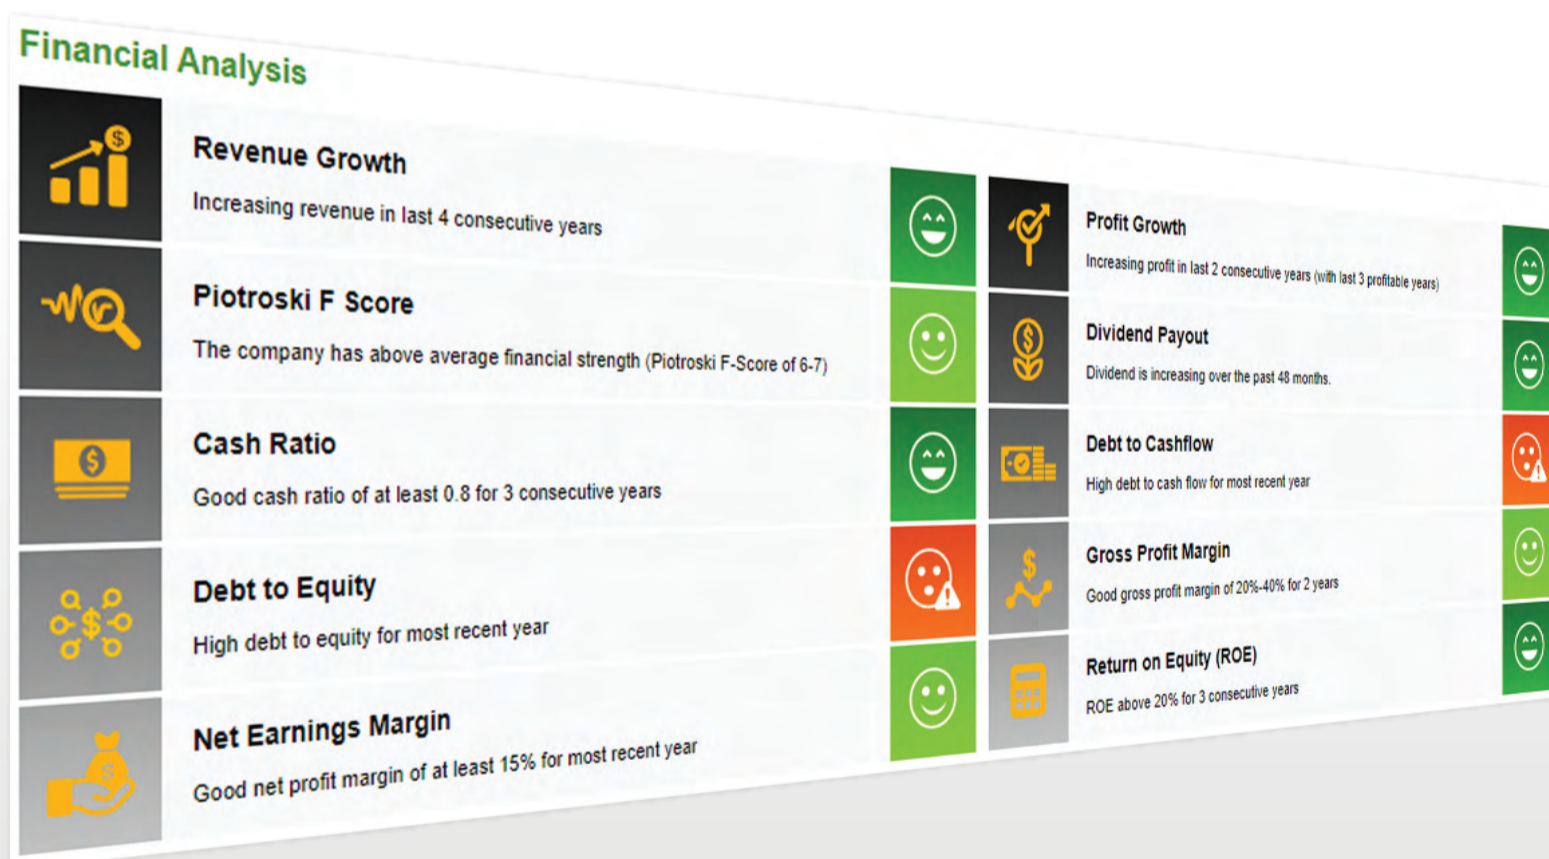 Financial Analysis
Revenue Growth
Increasing revenue in last 4 consecutive years
Piotroski F Score
The company has above average financial strength (Piotroski F-Score of 6-7)
Cash Ratio
Good cash ratio of at least 0.8 for 3 consecutive years
Debt to Equity
High debt to equity for most recent year
Net Earnings Margin
Good net profit margin of at least 15% for most recent year
Profit Growth
Increasing profit in last 2 consecutive years (with last 3 profitable years)
Dividend Payout
Dividend is increasing over the past 48 months.
Debt to Cashflow
High debt to cash flow for most recent year
Gross Profit Margin
Good gross profit margin of 20%-40% for 2 years
Return on Equity (ROE)
ROE above 20% for 3 consecutive years